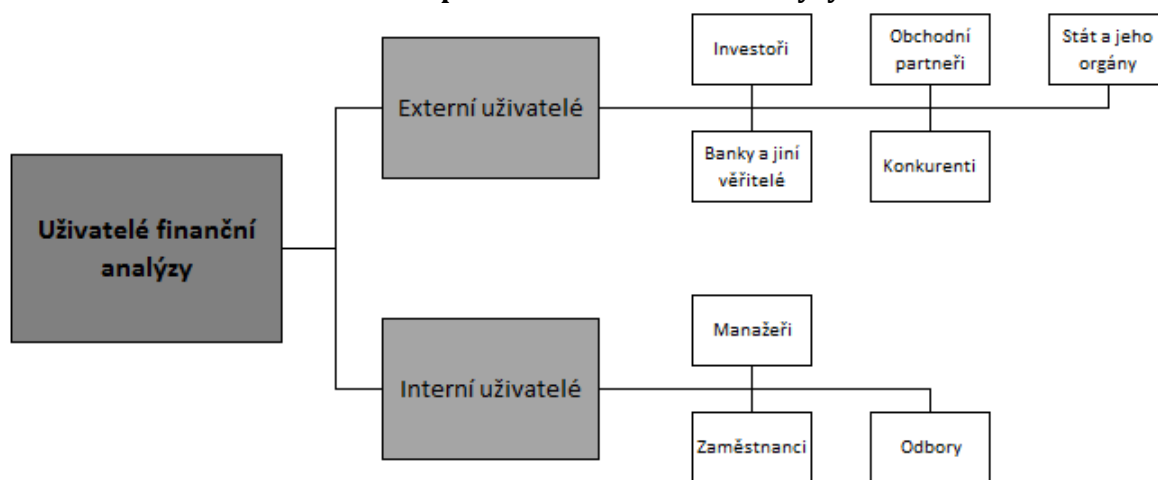 Investoři
Obchodní
partneři
Stát a jeho
orgány
Externí uživatelé
Banky a jiní
věřitelé
Konkurenti
Uživatelé finanční
analýzy
Manažeři
Interní uživatelé
Zaměstnanci
Odbory